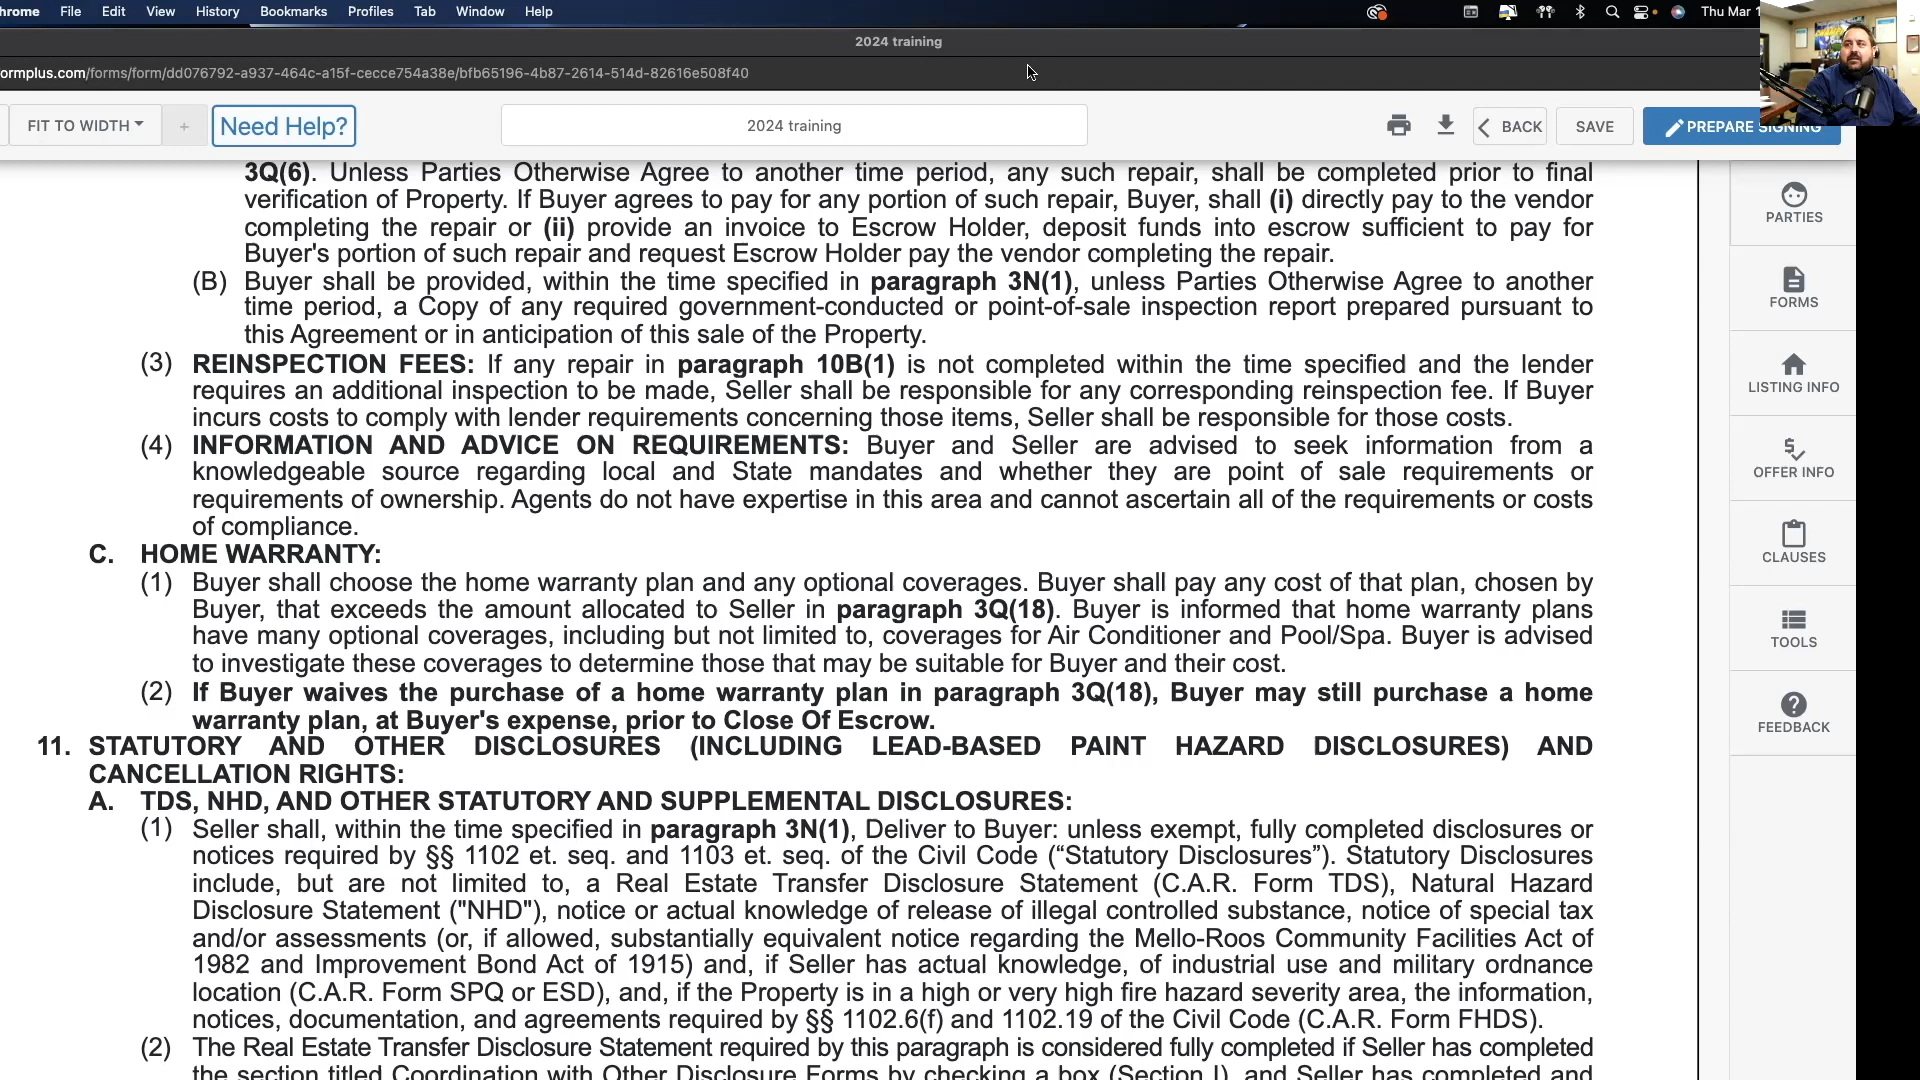 hrome File Edit View History Bookmarks Profiles Tab Window Help Thu Mar 1
2024 training
ormplus.com/forms/form/dd076792-a937-464c-a15f-cecce754a38e/bfb65196-4b87-2614-514d-82616e508f40
FIT TO WIDTH + Need Help? 2024 training BACK SAVE PREPARE SIGNING
3Q(6). Unless Parties Otherwise Agree to another time period, any such repair, shall be completed prior to final
verification of Property. If Buyer agrees to pay for any portion of such repair, Buyer, shall (i) directly pay to the vendor
completing the repair or (ii) provide an invoice to Escrow Holder, deposit funds into escrow sufficient to pay for
Buyer's portion of such repair and request Escrow Holder pay the vendor completing the repair.
(B) Buyer shall be provided, within the time specified in paragraph 3N(1), unless Parties Otherwise Agree to another
time period, a Copy of any required government-conducted or point-of-sale inspection report prepared pursuant to
this Agreement or in anticipation of this sale of the Property.
(3) REINSPECTION FEES: If any repair in paragraph 10B(1) is not completed within the time specified and the lender
requires an additional inspection to be made, Seller shall be responsible for any corresponding reinspection fee. If Buyer
incurs costs to comply with lender requirements concerning those items, Seller shall be responsible for those costs.
(4) INFORMATION AND ADVICE ON REQUIREMENTS: Buyer and Seller are advised to seek information from a
knowledgeable source regarding local and State mandates and whether they are point of sale requirements or
requirements of ownership. Agents do not have expertise in this area and cannot ascertain all of the requirements or costs
of compliance.
C. HOME WARRANTY:
(1) Buyer shall choose the home warranty plan and any optional coverages. Buyer shall pay any cost of that plan, chosen by
Buyer, that exceeds the amount allocated to Seller in paragraph 3Q(18). Buyer is informed that home warranty plans
have many optional coverages, including but not limited to, coverages for Air Conditioner and Pool/Spa. Buyer is advised
to investigate these coverages to determine those that may be suitable for Buyer and their cost.
(2) If Buyer waives the purchase of a home warranty plan in paragraph 3Q(18), Buyer may still purchase a home
warranty plan, at Buyer's expense, prior to Close Of Escrow.
11. STATUTORY AND OTHER DISCLOSURES (INCLUDING LEAD-BASED PAINT HAZARD DISCLOSURES) AND
CANCELLATION RIGHTS:
A. TDS, NHD, AND OTHER STATUTORY AND SUPPLEMENTAL DISCLOSURES:
(1) Seller shall, within the time specified in paragraph 3N(1), Deliver to Buyer: unless exempt, fully completed disclosures or
notices required by §§ 1102 et. seq. and 1103 et. seq. of the Civil Code (“Statutory Disclosures”). Statutory Disclosures
include, but are not limited to, a Real Estate Transfer Disclosure Statement (C.A.R. Form TDS), Natural Hazard
Disclosure Statement ("NHD"), notice or actual knowledge of release of illegal controlled substance, notice of special tax
and/or assessments (or, if allowed, substantially equivalent notice regarding the Mello-Roos Community Facilities Act of
1982 and Improvement Bond Act of 1915) and, if Seller has actual knowledge, of industrial use and military ordnance
location (C.A.R. Form SPQ or ESD), and, if the Property is in a high or very high fire hazard severity area, the information,
notices, documentation, and agreements required by §§ 1102.6(f) and 1102.19 of the Civil Code (C.A.R. Form FHDS).
(2) The Real Estate Transfer Disclosure Statement required by this paragraph is considered fully completed if Seller has completed
the section titled Coordination with Other Disclosure Forms by checking a box (Section I), and Seller has completed and
PARTIES
FORMS
LISTING INFO
OFFER INFO
CLAUSES
TOOLS
FEEDBACK